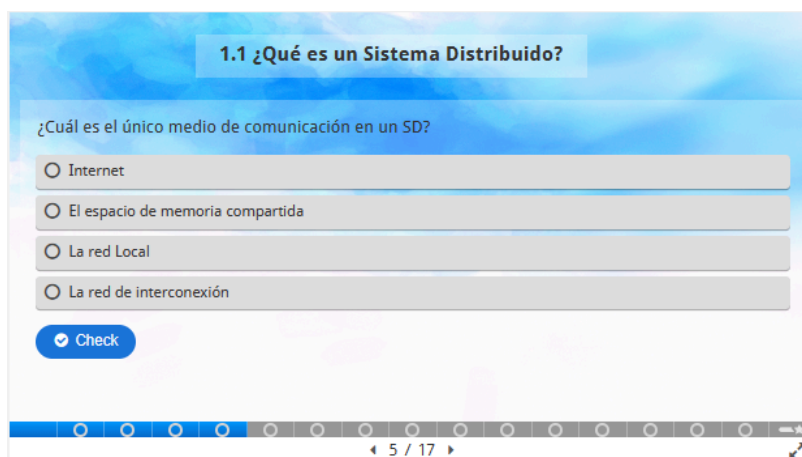 1.1 ¿Qué es un Sistema Distribuido?
¿Cuál es el único medio de comunicación en un SD?
Internet
El espacio de memoria compartida
La red Local
La red de interconexión
Check
5 / 17